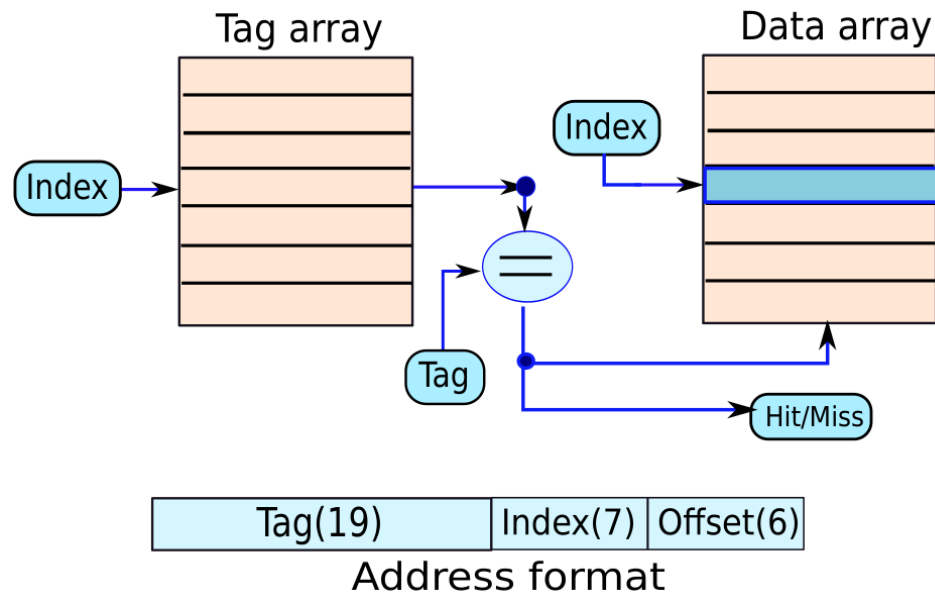 Tag array
Data array
Index
Index
Tag
Hit/Miss
Tag(19) Index(7) Offset(6)
Address format